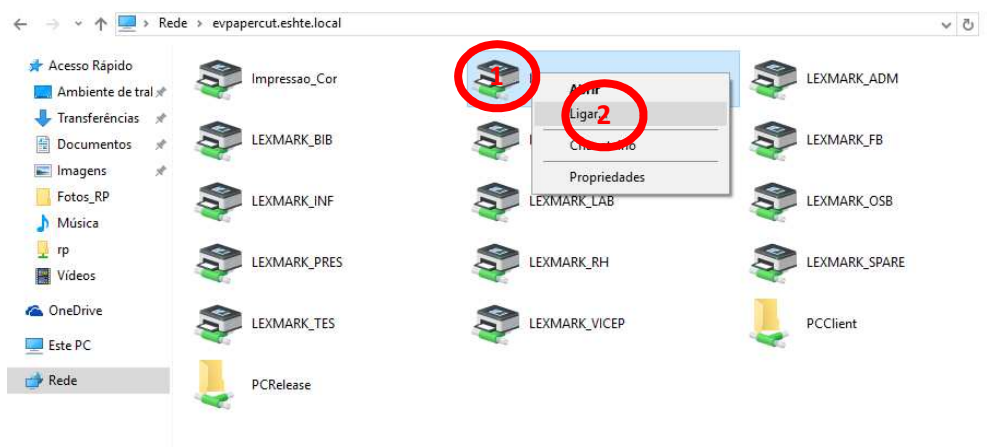 Rede > evpapercut.eshte.local
Acesso Rápido
Ambiente de tral
Transferências
Documentos
Imagens
Fotos_RP
Música
rp
Vídeos
OneDrive
Este PC
Rede
Impressao_Cor
1
LEXMARK_ADM
Abrir
Ligar...
2
LEXMARK_BIB
LEXMARK_FB
Propriedades
LEXMARK_INF
LEXMARK_LAB
LEXMARK_OSB
LEXMARK_PRES
LEXMARK_RH
LEXMARK_SPARE
LEXMARK_TES
LEXMARK_VICEP
PCClient
PCRelease